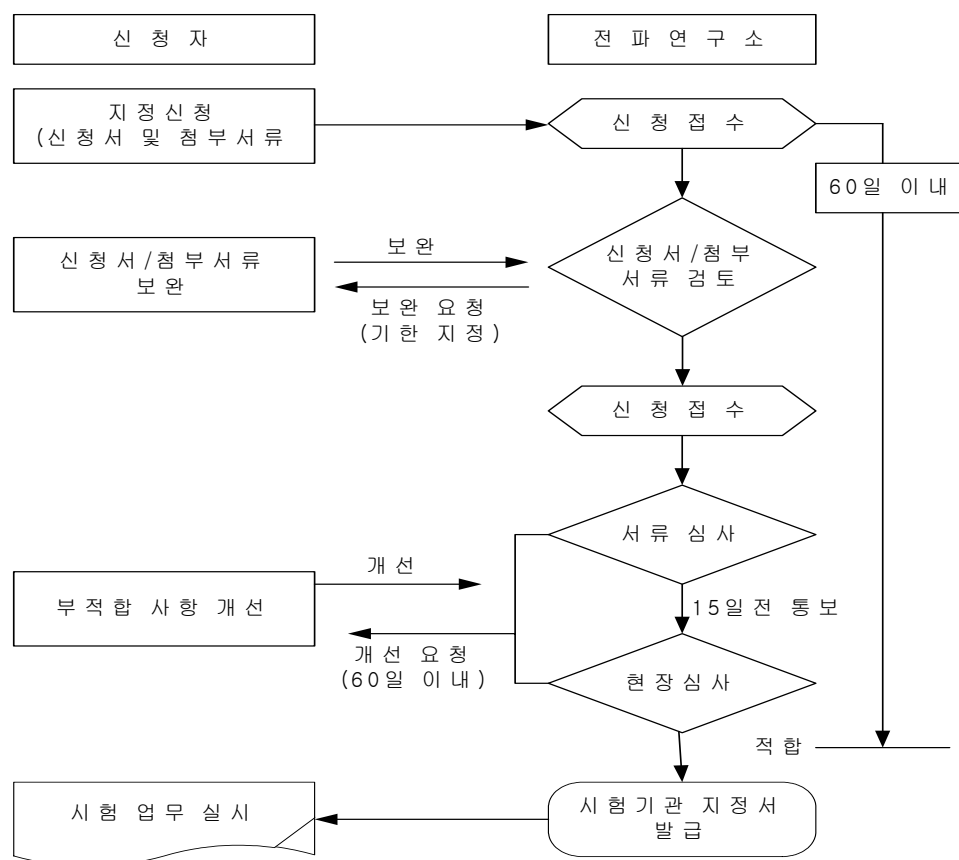 신청자
전파연구소
지정신청
(신청서 및 첨부서류
신청접수
60일 이내
신청서/첨부서류
보완
보완
보완 요청
(기한 지정)
신청서/첨부
서류 검토
신청접수
서류 심사
개선
부적합 사항 개선
15일전 통보
개선 요청
(60일 이내)
현장심사
적합
시험 업무 실시
시험기관 지정서
발급